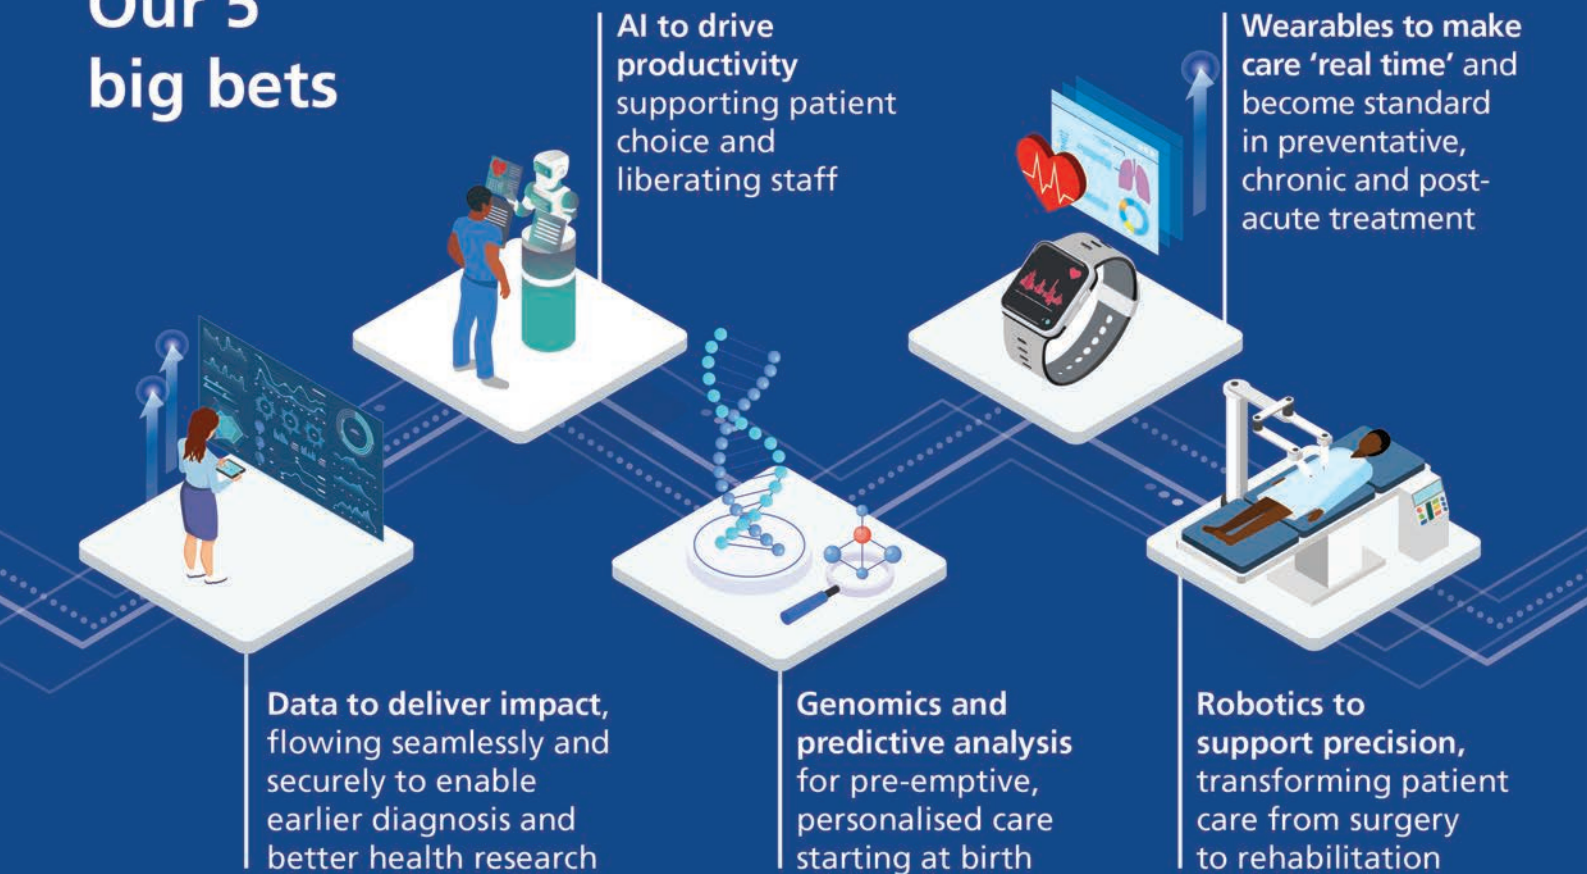 Our 5
big bets
AI to drive
productivity
supporting patient
choice and
liberating staff
Wearables to make
care ‘real time’ and
become standard
in preventative,
chronic and post-
acute treatment
Data to deliver impact,
flowing seamlessly and
securely to enable
earlier diagnosis and
better health research
Genomics and
predictive analysis
for pre-emptive,
personalised care
starting at birth
Robotics to
support precision,
transforming patient
care from surgery
to rehabilitation